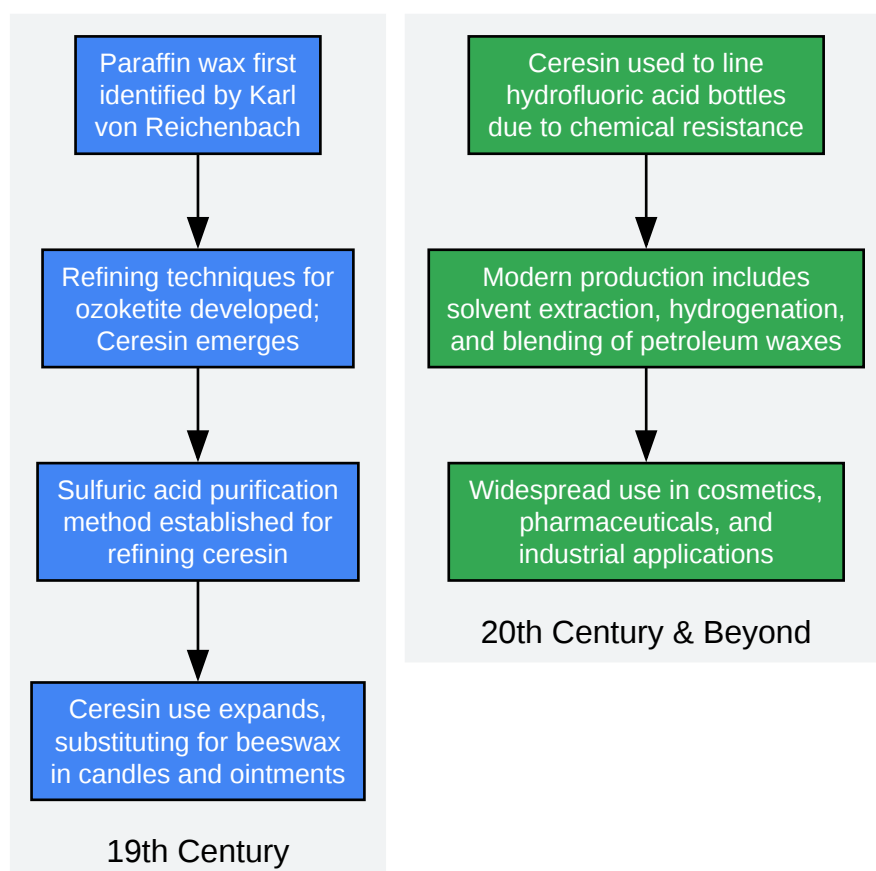 Paraffin wax first
identified by Karl
von Reichenbach
Refining techniques for
ozoketite developed;
Ceresin emerges
Sulfuric acid purification
method established for
refining ceresin
Ceresin use expands,
substituting for beeswax
in candles and ointments
19th Century
Ceresin used to line
hydrofluoric acid bottles
due to chemical resistance
Modern production includes
solvent extraction, hydrogenation,
and blending of petroleum waxes
Widespread use in cosmetics,
pharmaceuticals, and
industrial applications
20th Century & Beyond